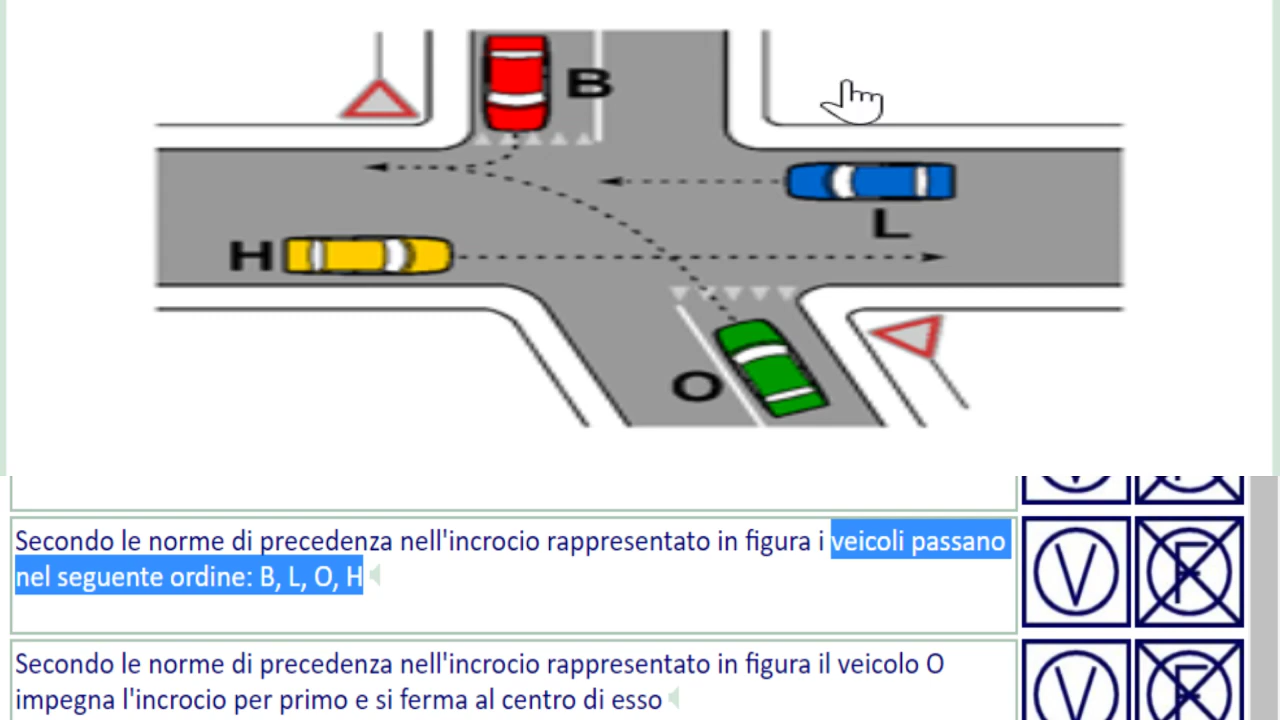 B
L
H
O
V F
Secondo le norme di precedenza nell'incrocio rappresentato in figura i veicoli passano
nel seguente ordine: B, L, O, H
V F
Secondo le norme di precedenza nell'incrocio rappresentato in figura il veicolo O
impegna l'incrocio per primo e si ferma al centro di esso
V F